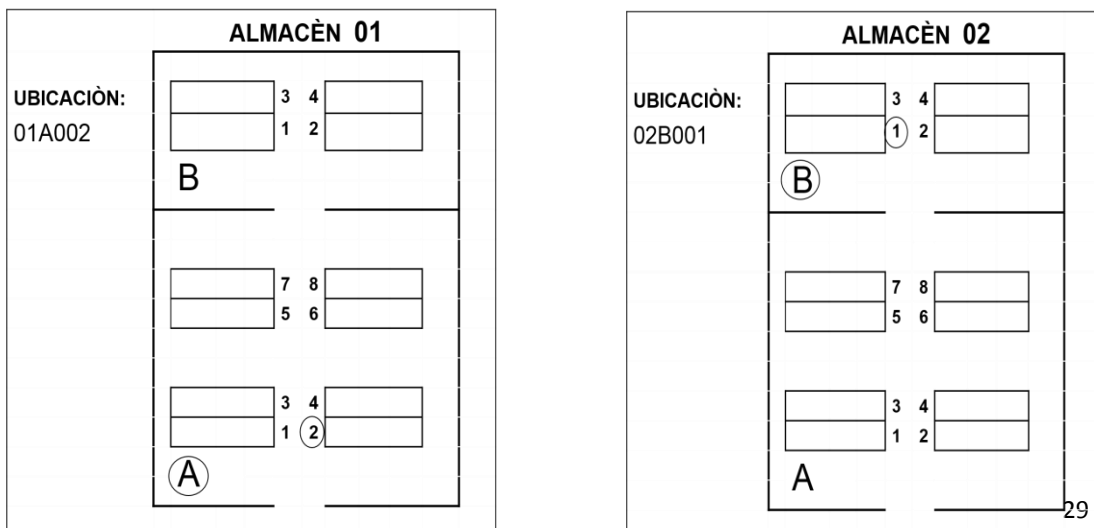 ALMACÈN 01
UBICACIÒN:
01A002
3 4
1 2
B
7 8
5 6
3 4
1 2
A
ALMACÈN 02
UBICACIÒN:
02B001
3 4
1 2
B
7 8
5 6
3 4
1 2
A
29